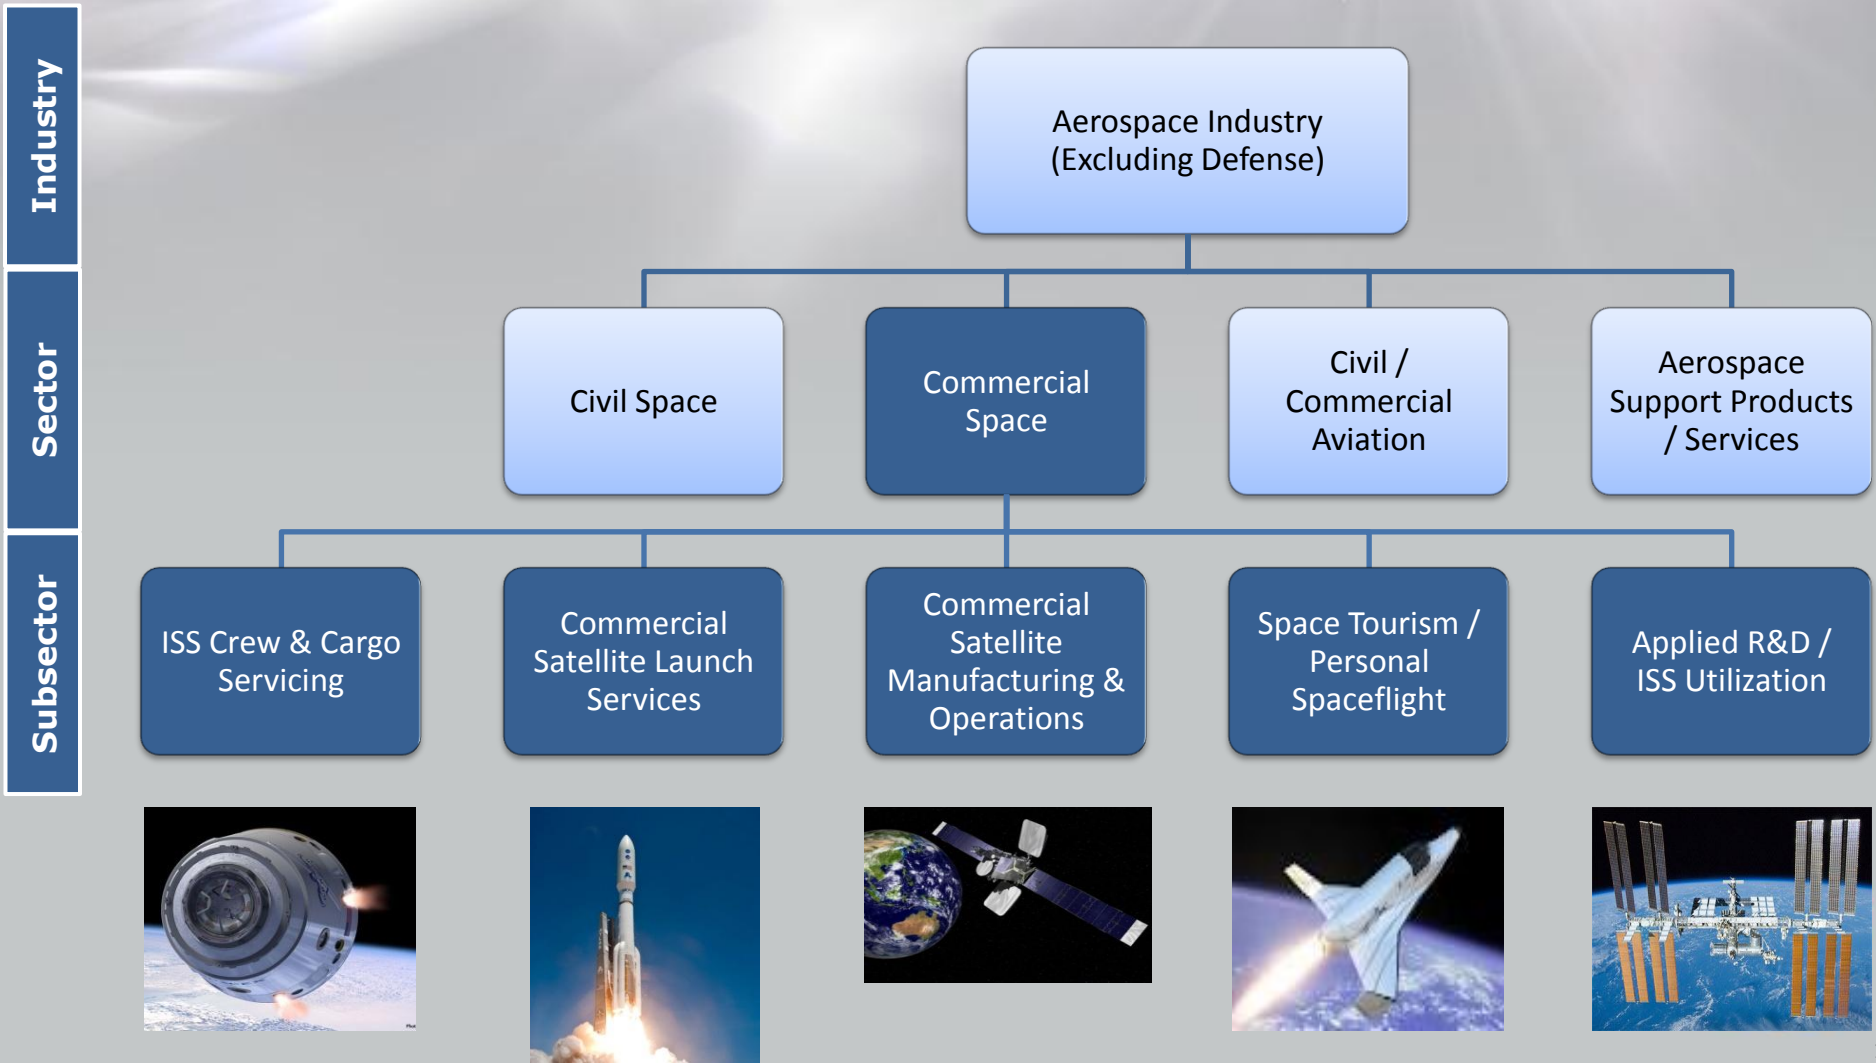 Industry
Aerospace Industry
(Excluding Defense)
Sector
Civil Space
Commercial
Space
Civil /
Commercial
Aviation
Aerospace
Support Products
/ Services
Subsector
ISS Crew & Cargo
Servicing
Commercial
Satellite Launch
Services
Commercial
Satellite
Manufacturing &
Operations
Space Tourism /
Personal
Spaceflight
Applied R&D /
ISS Utilization